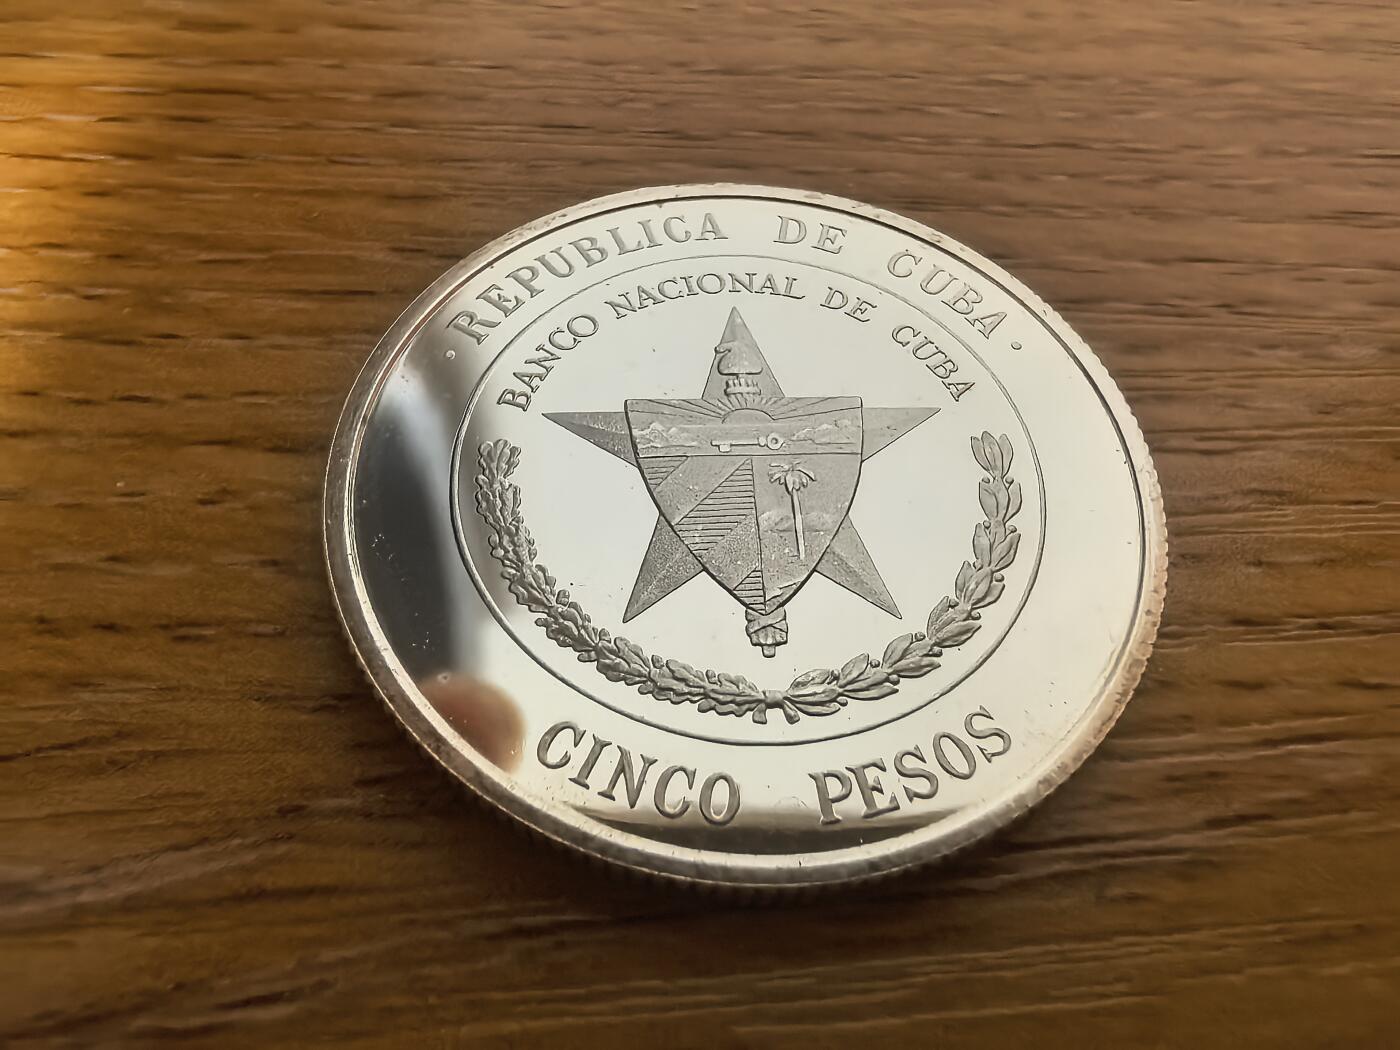 · REPUBLICA DE CUBA ·
BANCO NACIONAL DE CUBA
CINCO PESOS